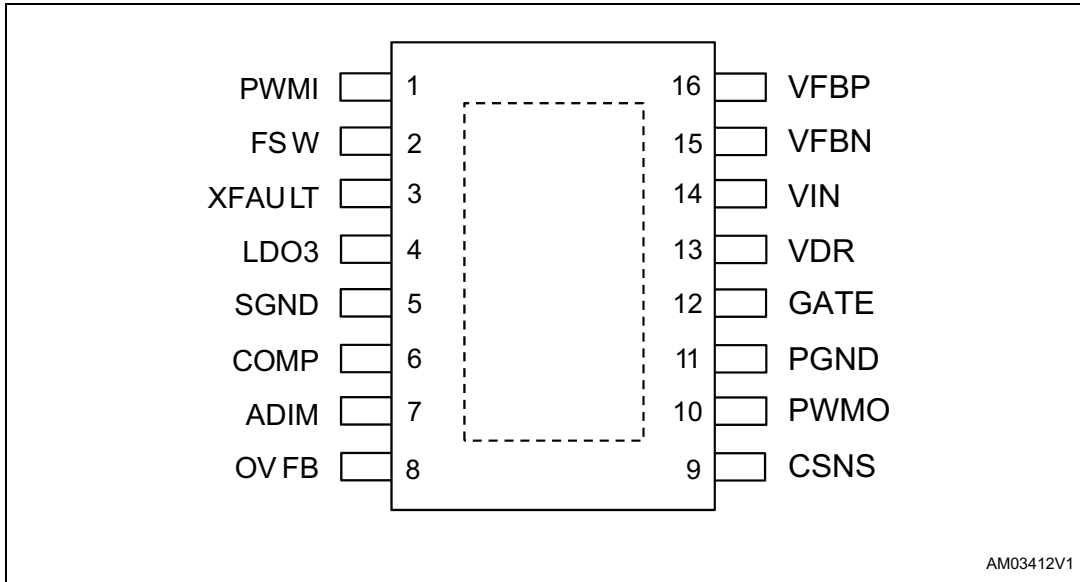 PWMI 1 16 VFBP
FSW 2 15 VFBN
XFAULT 3 14 VIN
LDO3 4 13 VDR
SGND 5 12 GATE
COMP 6 11 PGND
ADIM 7 10 PWMO
OVFB 8 9 CSNS
AM03412V1